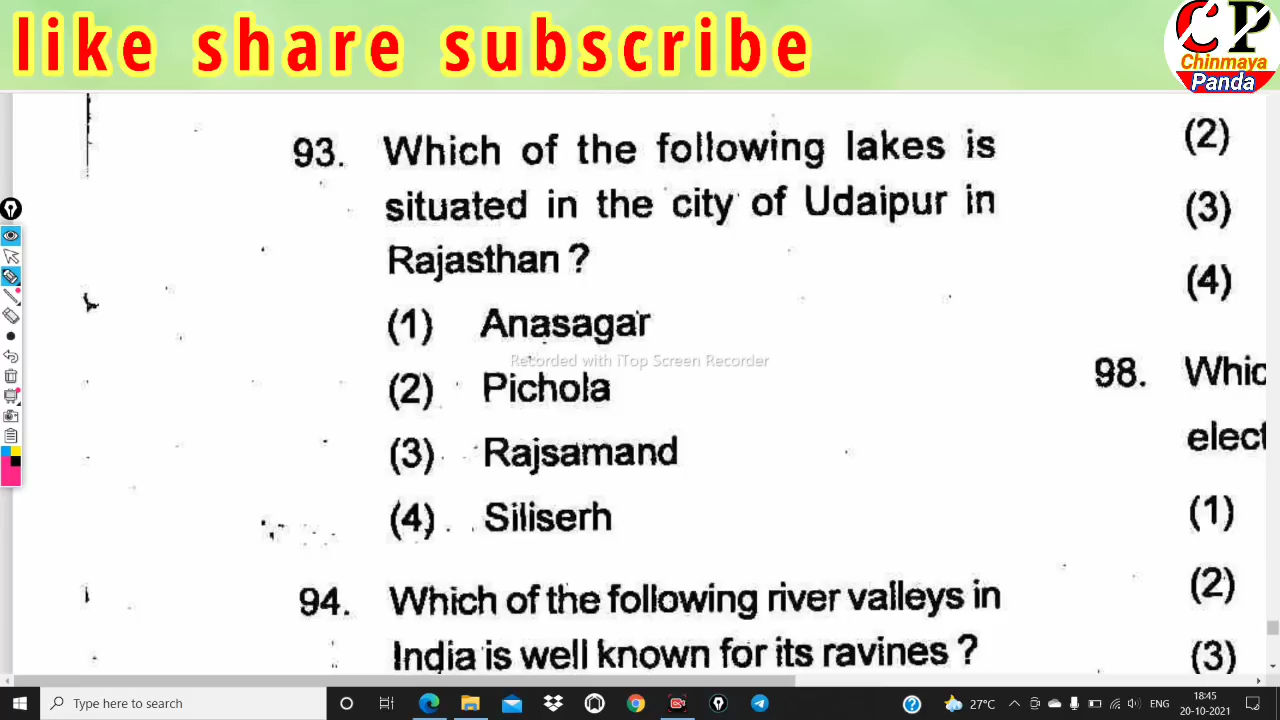 like share subscribe
CP
Chinmaya
Panda
93. Which of the following lakes is
situated in the city of Udaipur in
Rajasthan ?
(1) Anasagar
Recorded with iTop Screen Recorder
(2) Pichola
(3) Rajsamand
(4) Siliserh
94. Which of the following river valleys in
India is well known for its ravines ?
(2)
(3)
(4)
98. Whic
elect
(1)
(2)
(3)
Type here to search
27°C
ENG
18:45
20-10-2021